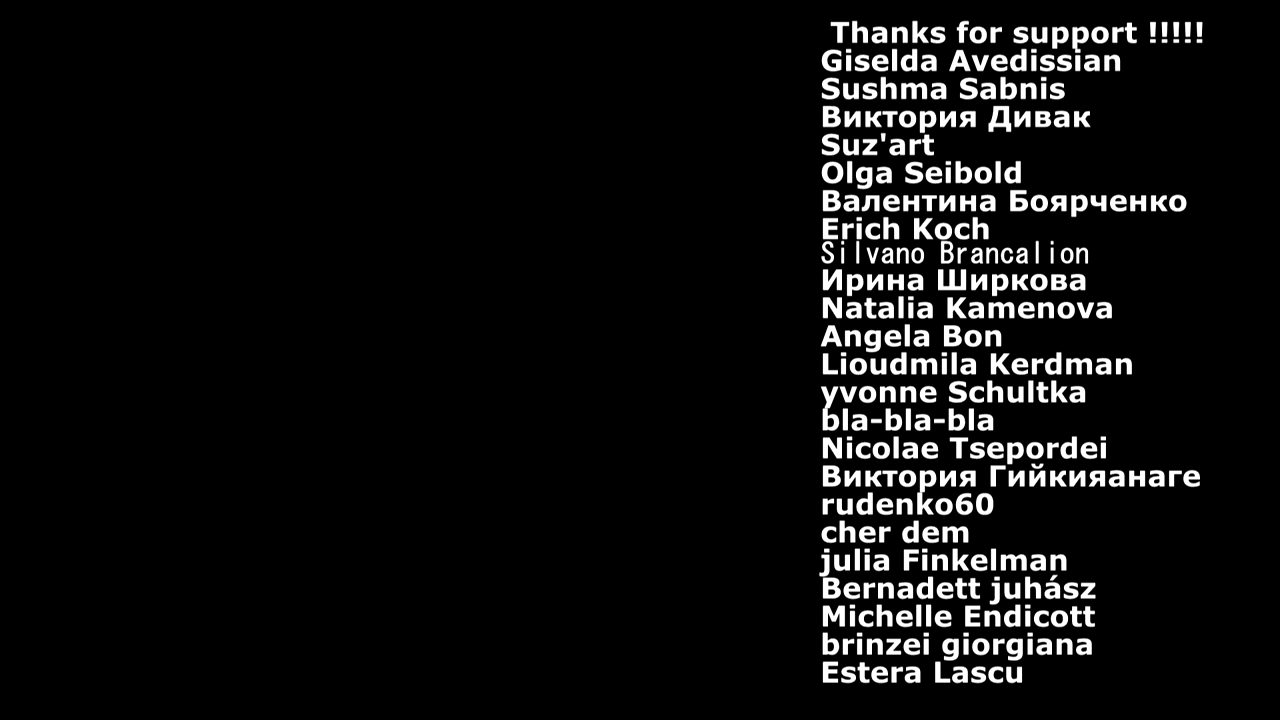 Thanks for support !!!!!
Giselda Avedissian
Sushma Sabnis
Виктория Дивак
Suz'art
Olga Seibold
Валентина Боярченко
Erich Koch
Silvano Brancalion
Ирина Ширкова
Natalia Kamenova
Angela Bon
Lioudmila Kerdman
yvonne Schultka
bla-bla-bla
Nicolae Tsepordei
Виктория Гийкияанаге
rudenko60
cher dem
julia Finkelman
Bernadett juhász
Michelle Endicott
brinzei giorgiana
Estera Lascu